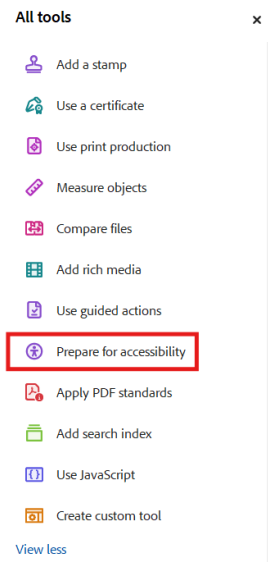 All tools
Add a stamp
Use a certificate
Use print production
Measure objects
Compare files
Add rich media
Use guided actions
Prepare for accessibility
Apply PDF standards
Add search index
Use JavaScript
Create custom tool
View less